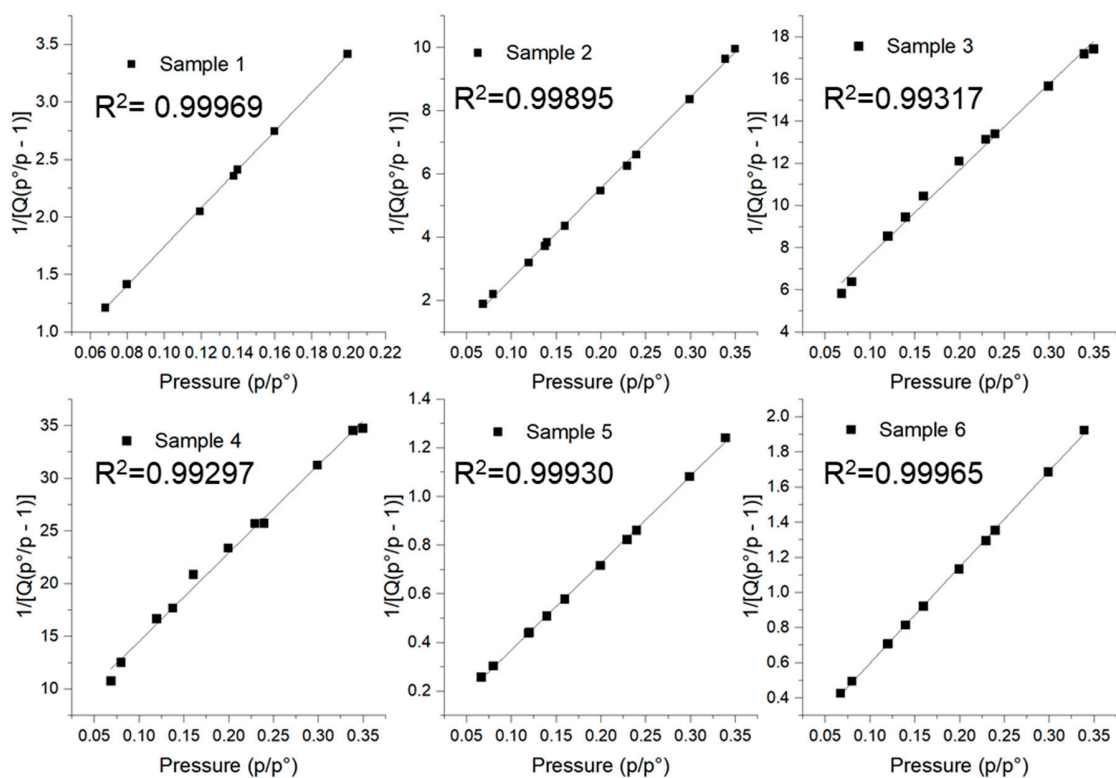 Sample 1
R²= 0.99969
1/[Q(p°/p - 1)]
3.5
3.0
2.5
2.0
1.5
1.0
0.06 0.08 0.10 0.12 0.14 0.16 0.18 0.20 0.22
Pressure (p/p°)
Sample 2
R²=0.99895
1/[Q(p°/p - 1)]
10
8
6
4
2
0.05 0.10 0.15 0.20 0.25 0.30 0.35
Pressure (p/p°)
Sample 3
R²=0.99317
1/[Q(p°/p - 1)]
18
16
14
12
10
8
6
4
0.05 0.10 0.15 0.20 0.25 0.30 0.35
Pressure (p/p°)
Sample 4
R²=0.99297
1/[Q(p°/p - 1)]
35
30
25
20
15
10
0.05 0.10 0.15 0.20 0.25 0.30 0.35
Pressure (p/p°)
Sample 5
R²=0.99930
1/[Q(p°/p - 1)]
1.4
1.2
1.0
0.8
0.6
0.4
0.2
0.05 0.10 0.15 0.20 0.25 0.30 0.35
Pressure (p/p°)
Sample 6
R²=0.99965
1/[Q(p°/p - 1)]
2.0
1.8
1.6
1.4
1.2
1.0
0.8
0.6
0.4
0.05 0.10 0.15 0.20 0.25 0.30 0.35
Pressure (p/p°)